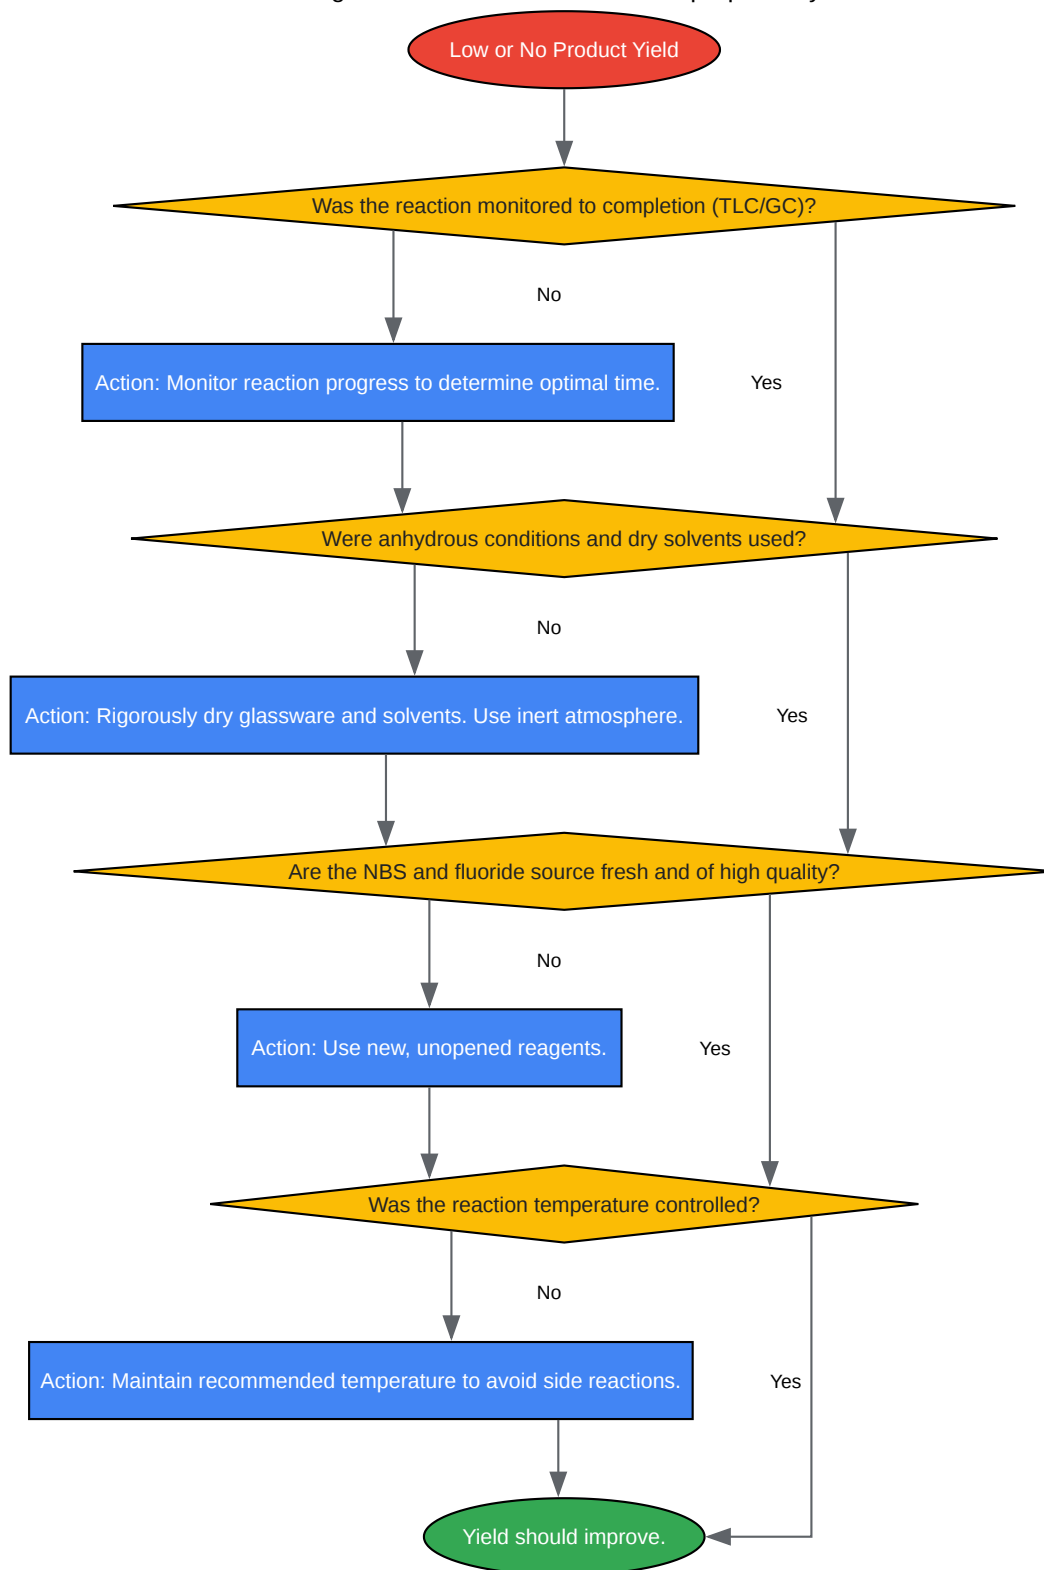 Low or No Product Yield
Was the reaction monitored to completion (TLC/GC)?
No
Action: Monitor reaction progress to determine optimal time.
Yes
Were anhydrous conditions and dry solvents used?
No
Action: Rigorously dry glassware and solvents. Use inert atmosphere.
Yes
Are the NBS and fluoride source fresh and of high quality?
No
Action: Use new, unopened reagents.
Yes
Was the reaction temperature controlled?
No
Action: Maintain recommended temperature to avoid side reactions.
Yes
Yield should improve.